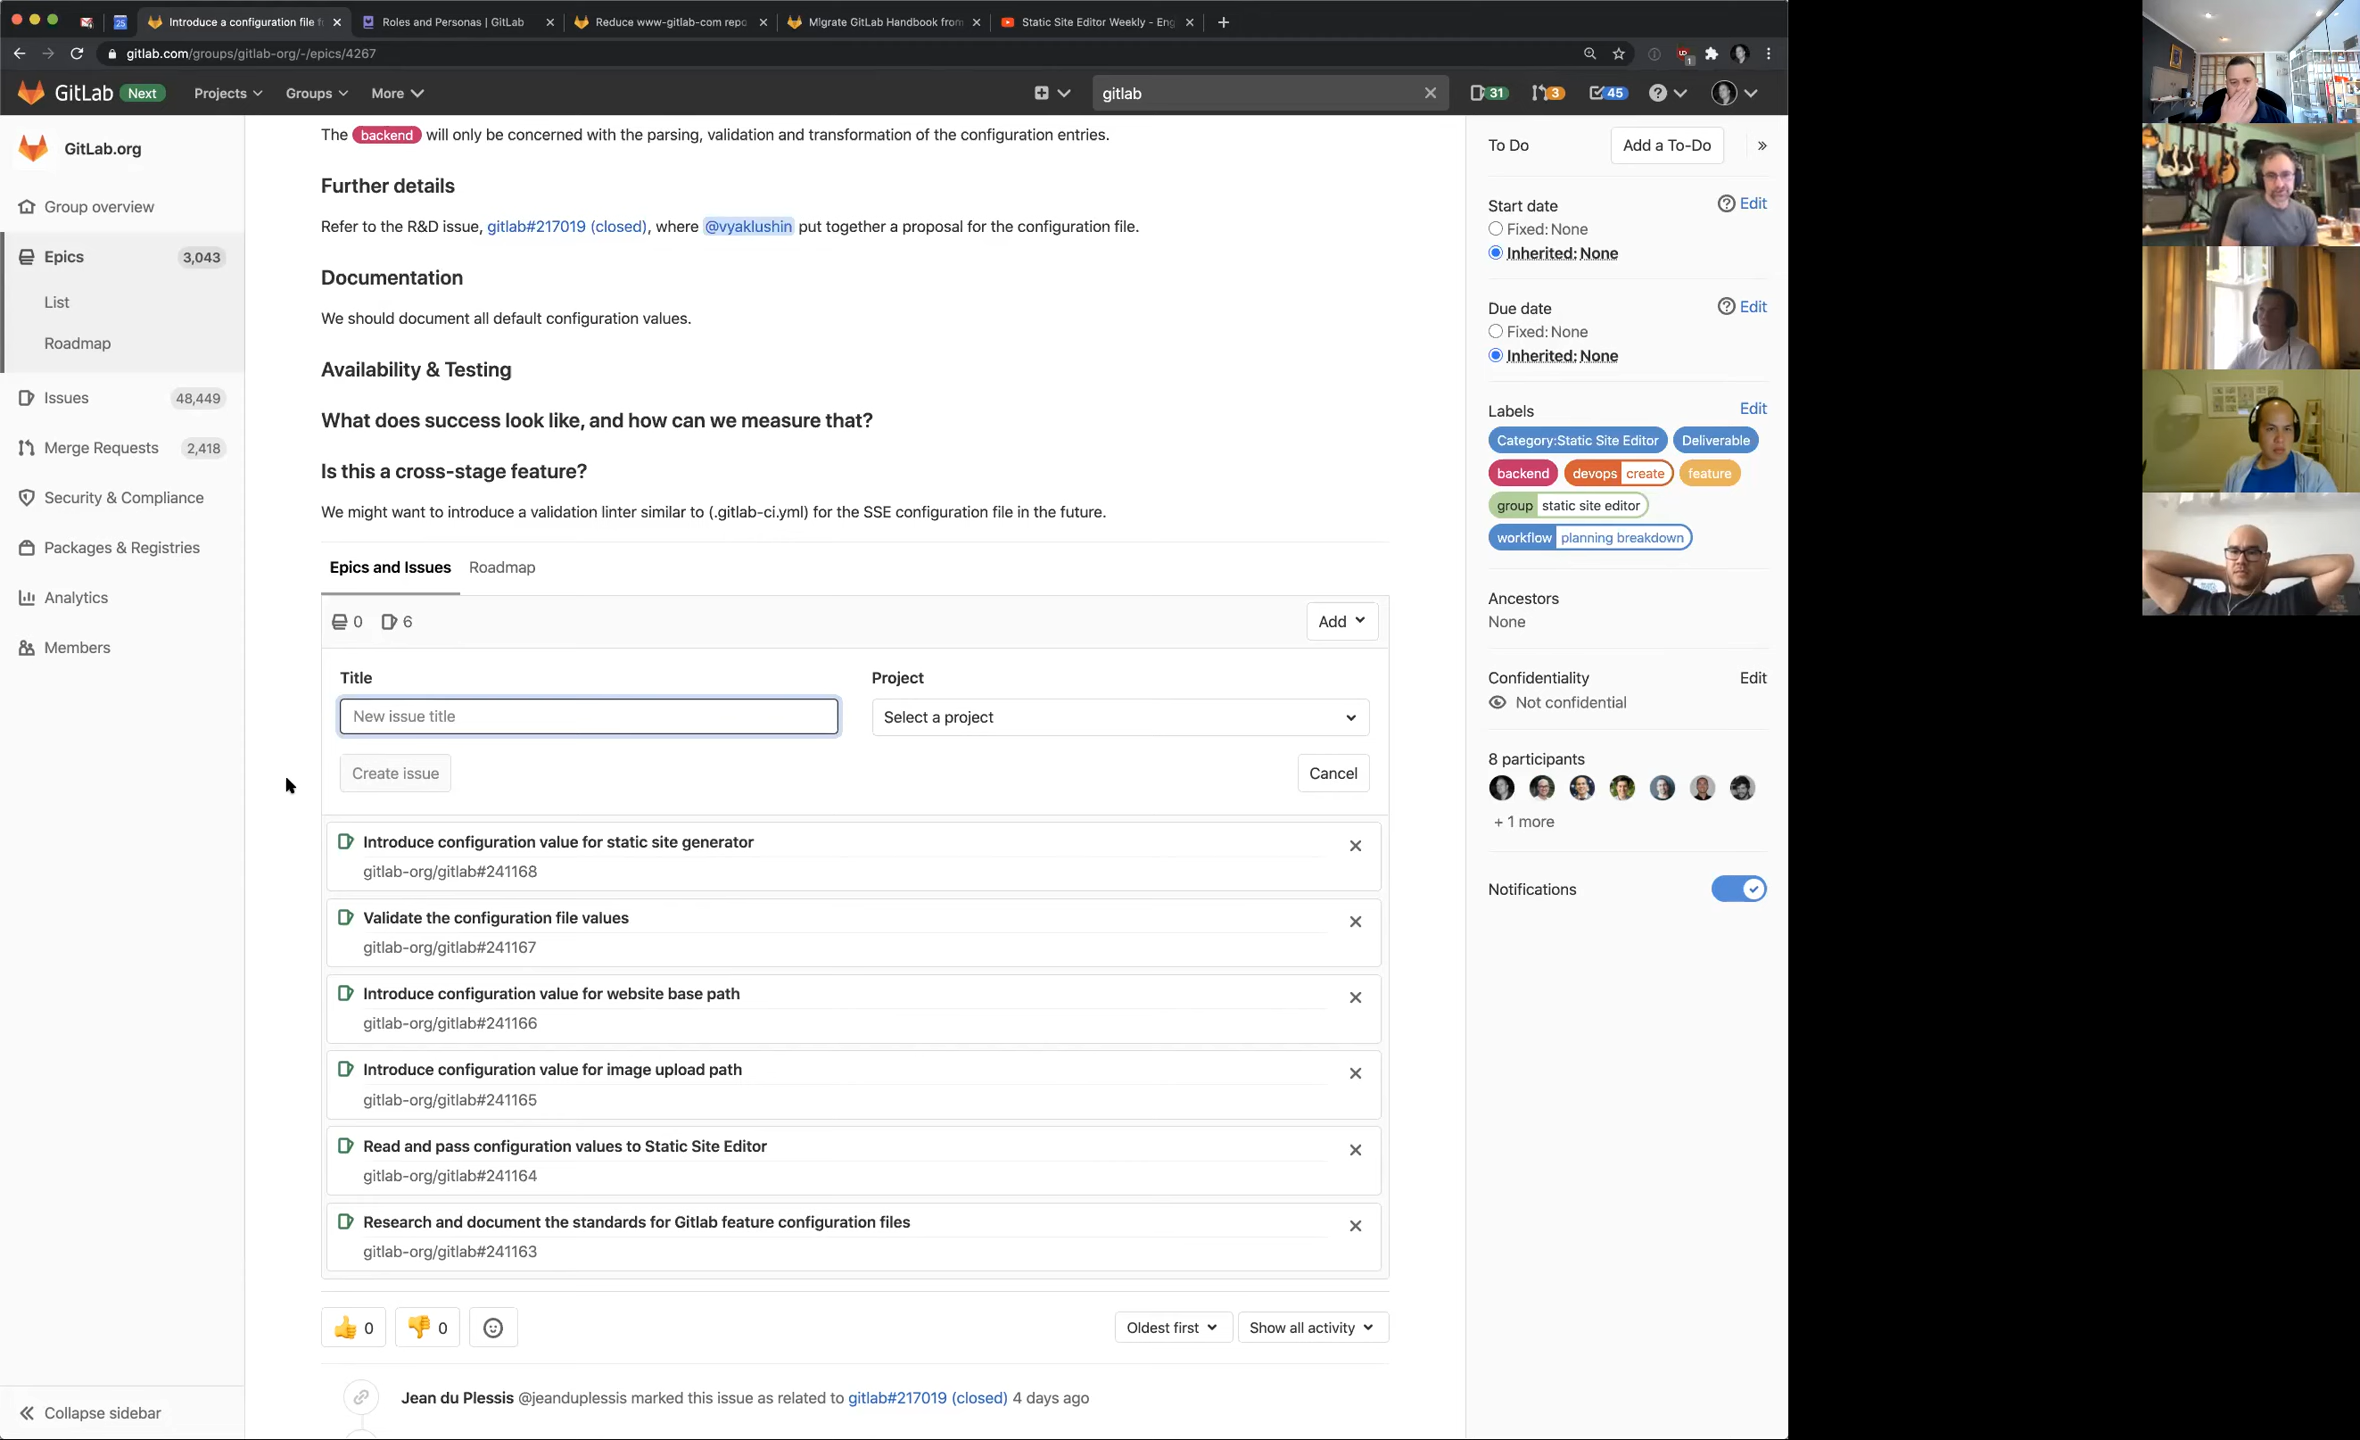 Introduce a configuration file f
Roles and Personas | GitLab
Reduce www-gitlab-com repo
Migrate GitLab Handbook from
Static Site Editor Weekly - Eng
gitlab.com/groups/gitlab-org/-/epics/4267
GitLab Next
Projects
Groups
More
gitlab
31
3
45
GitLab.org
Group overview
Epics 3,043
List
Roadmap
Issues 48,449
Merge Requests 2,418
Security & Compliance
Packages & Registries
Analytics
Members
Collapse sidebar
The backend will only be concerned with the parsing, validation and transformation of the configuration entries.
Further details
Refer to the R&D issue, gitlab#217019 (closed), where @vyaklushin put together a proposal for the configuration file.
Documentation
We should document all default configuration values.
Availability & Testing
What does success look like, and how can we measure that?
Is this a cross-stage feature?
We might want to introduce a validation linter similar to (.gitlab-ci.yml) for the SSE configuration file in the future.
Epics and Issues Roadmap
0 6 Add
Title
New issue title
Project
Select a project
Create issue
Cancel
Introduce configuration value for static site generator
gitlab-org/gitlab#241168
Validate the configuration file values
gitlab-org/gitlab#241167
Introduce configuration value for website base path
gitlab-org/gitlab#241166
Introduce configuration value for image upload path
gitlab-org/gitlab#241165
Read and pass configuration values to Static Site Editor
gitlab-org/gitlab#241164
Research and document the standards for Gitlab feature configuration files
gitlab-org/gitlab#241163
0 0
Oldest first
Show all activity
Jean du Plessis @jeanduplessis marked this issue as related to gitlab#217019 (closed) 4 days ago
To Do
Add a To-Do
Start date Edit
Fixed: None
Inherited: None
Due date Edit
Fixed: None
Inherited: None
Labels Edit
Category:Static Site Editor Deliverable
backend devops create feature
group static site editor
workflow planning breakdown
Ancestors
None
Confidentiality Edit
Not confidential
8 participants
+ 1 more
Notifications